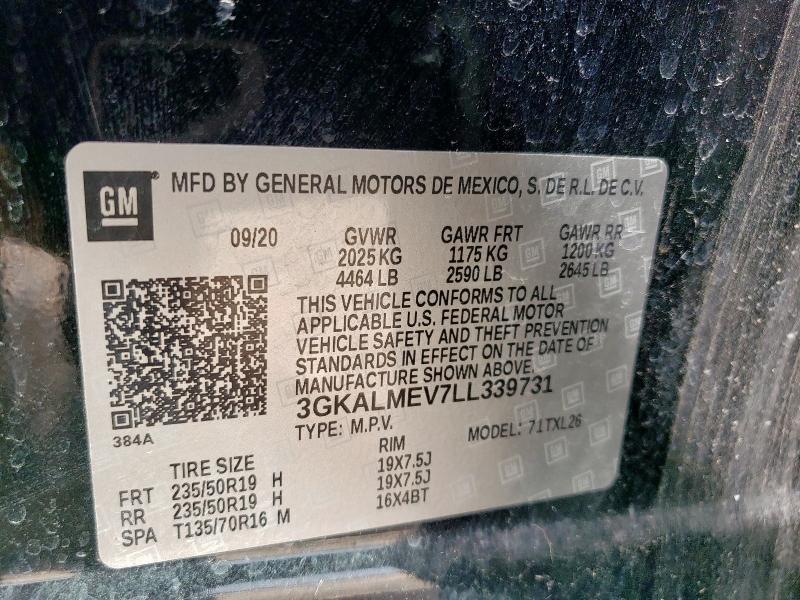 GM® MFD BY GENERAL MOTORS DE MEXICO, S. DE R.L. DE C.V.
09/20 GVWR GAWR FRT GAWR RR
2025 KG 1175 KG 1200 KG
4464 LB 2590 LB 2645 LB
THIS VEHICLE CONFORMS TO ALL
APPLICABLE U.S. FEDERAL MOTOR
VEHICLE SAFETY AND THEFT PREVENTION
STANDARDS IN EFFECT ON THE DATE OF
MANUFACTURE SHOWN ABOVE.
3GKALMEV7LL339731
384A
TYPE: M.P.V. MODEL: 71TXL26
TIRE SIZE RIM
FRT 235/50R19 H 19X7.5J
RR 235/50R19 H 19X7.5J
SPA T135/70R16 M 16X4BT